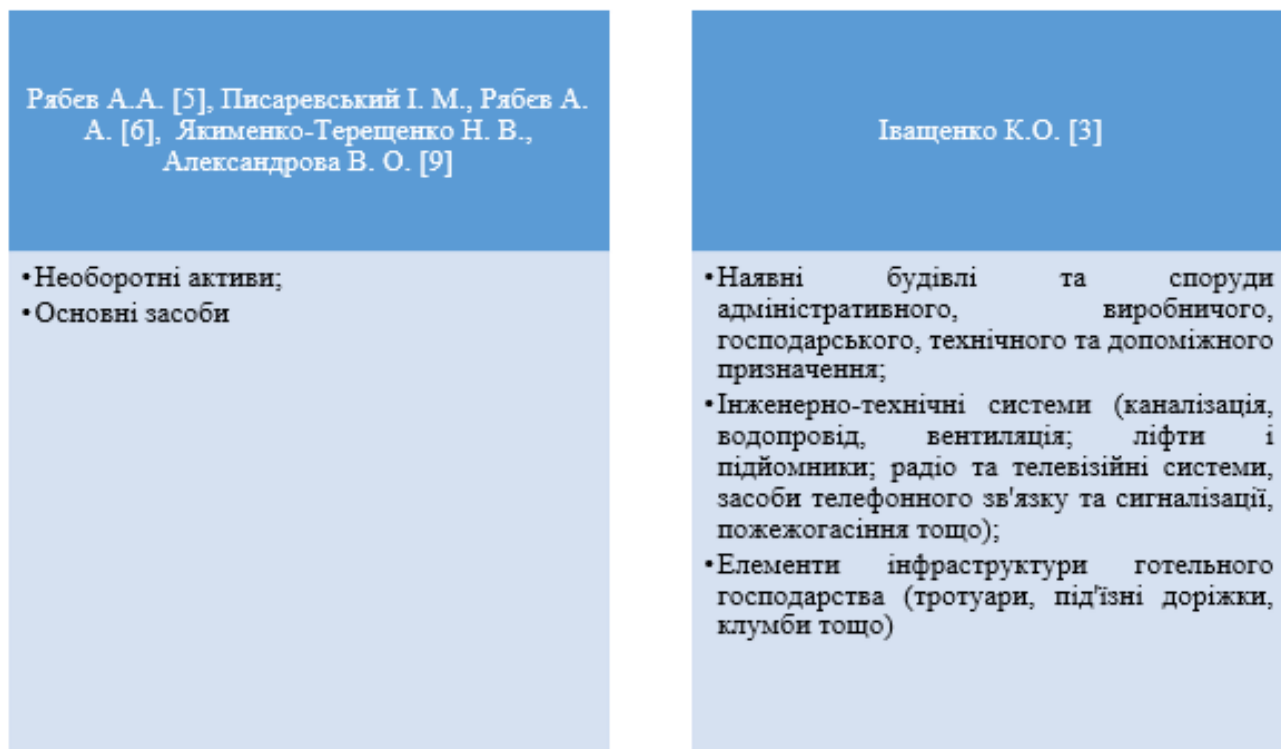 Рябєв А.А. [5], Писаревський І. М., Рябєв А.
А. [6], Якименко-Терещенко Н. В.,
Александрова В. О. [9]
•Необоротні активи;
•Основні засоби
Іващенко К.О. [3]
•Наявні будівлі та споруди
адміністративного, виробничого,
господарського, технічного та допоміжного
призначення;
•Інженерно-технічні системи (каналізація,
водопровід, вентиляція; ліфти і
підйомники; радіо та телевізійні системи,
засоби телефонного зв'язку та сигналізації,
пожежогасіння тощо);
•Елементи інфраструктури готельного
господарства (тротуари, під'їзні доріжки,
клумби тощо)